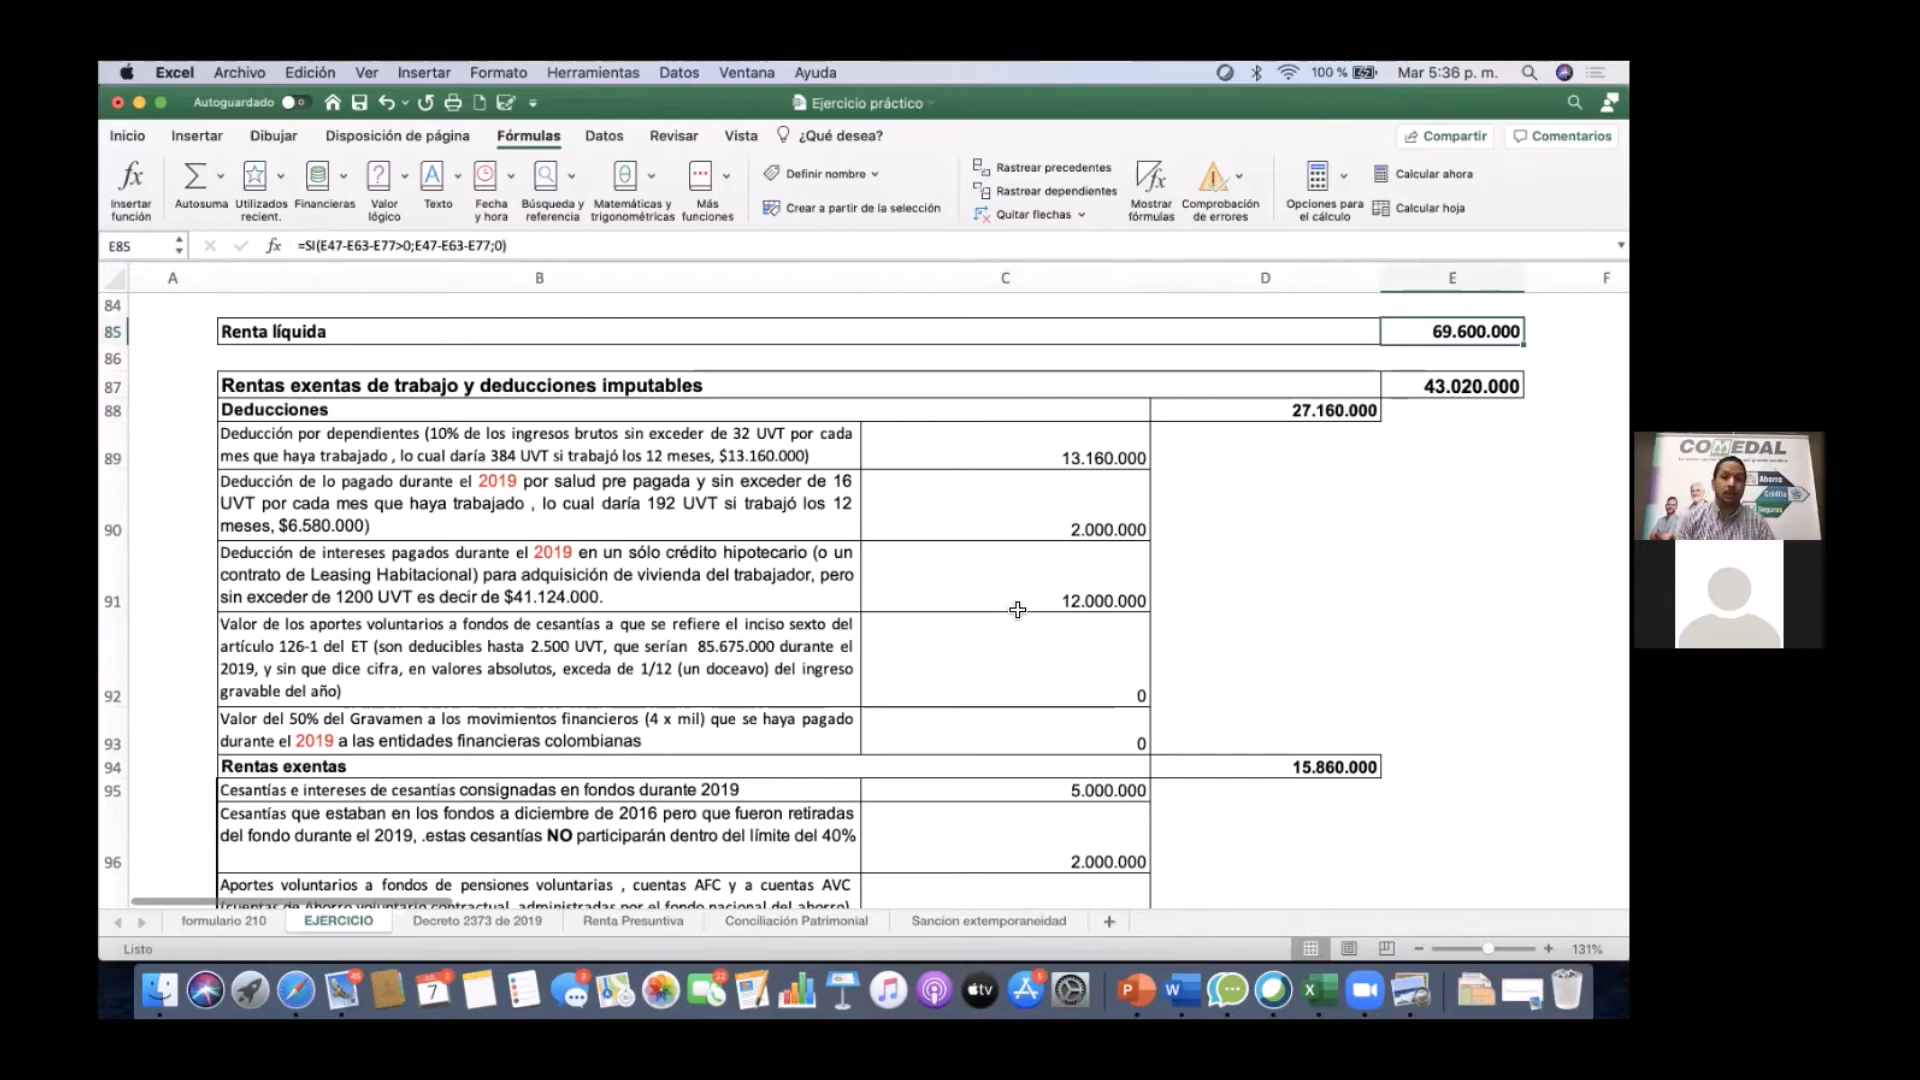 Excel Archivo Edición Ver Insertar Formato Herramientas Datos Ventana Ayuda 100 % Mar 5:36 p. m.
Autoguardado Ejercicio práctico
Inicio Insertar Dibujar Disposición de página Fórmulas Datos Revisar Vista ¿Qué desea? Compartir Comentarios
Insertar función
Autosuma
Utilizados recient.
Financieras
Valor lógico
Texto
Fecha y hora
Búsqueda y referencia
Matemáticas y trigonométricas
Más funciones
Definir nombre
Crear a partir de la selección
Rastrear precedentes
Rastrear dependientes
Quitar flechas
Mostrar fórmulas
Comprobación de errores
Opciones para el cálculo
Calcular ahora
Calcular hoja
E85 fx =SI(E47-E63-E77>0;E47-E63-E77;0)
A B C D E F
84
85 Renta líquida 69.600.000
86
87 Rentas exentas de trabajo y deducciones imputables 43.020.000
88 Deducciones 27.160.000
Deducción por dependientes (10% de los ingresos brutos sin exceder de 32 UVT por cada
mes que haya trabajado , lo cual daría 384 UVT si trabajó los 12 meses, $13.160.000)
89 13.160.000
Deducción de lo pagado durante el 2019 por salud pre pagada y sin exceder de 16
UVT por cada mes que haya trabajado , lo cual daría 192 UVT si trabajó los 12
meses, $6.580.000)
90 2.000.000
Deducción de intereses pagados durante el 2019 en un sólo crédito hipotecario (o un
contrato de Leasing Habitacional) para adquisición de vivienda del trabajador, pero
sin exceder de 1200 UVT es decir de $41.124.000.
91 12.000.000
Valor de los aportes voluntarios a fondos de cesantías a que se refiere el inciso sexto del
artículo 126-1 del ET (son deducibles hasta 2.500 UVT, que serían 85.675.000 durante el
2019, y sin que dice cifra, en valores absolutos, exceda de 1/12 (un doceavo) del ingreso
gravable del año)
92 0
Valor del 50% del Gravamen a los movimientos financieros (4 x mil) que se haya pagado
durante el 2019 a las entidades financieras colombianas
93 0
94 Rentas exentas 15.860.000
95 Cesantías e intereses de cesantías consignadas en fondos durante 2019 5.000.000
Cesantías que estaban en los fondos a diciembre de 2016 pero que fueron retiradas
del fondo durante el 2019, .estas cesantías NO participarán dentro del límite del 40%
96 2.000.000
Aportes voluntarios a fondos de pensiones voluntarias , cuentas AFC y a cuentas AVC
(cuentas de Ahorro voluntario contractual, administradas por el fondo nacional del ahorro)
formulario 210 EJERCICIO Decreto 2373 de 2019 Renta Presuntiva Conciliación Patrimonial Sancion extemporaneidad
Listo 131%
COMEDAL
Ahorro
Crédito
Seguros